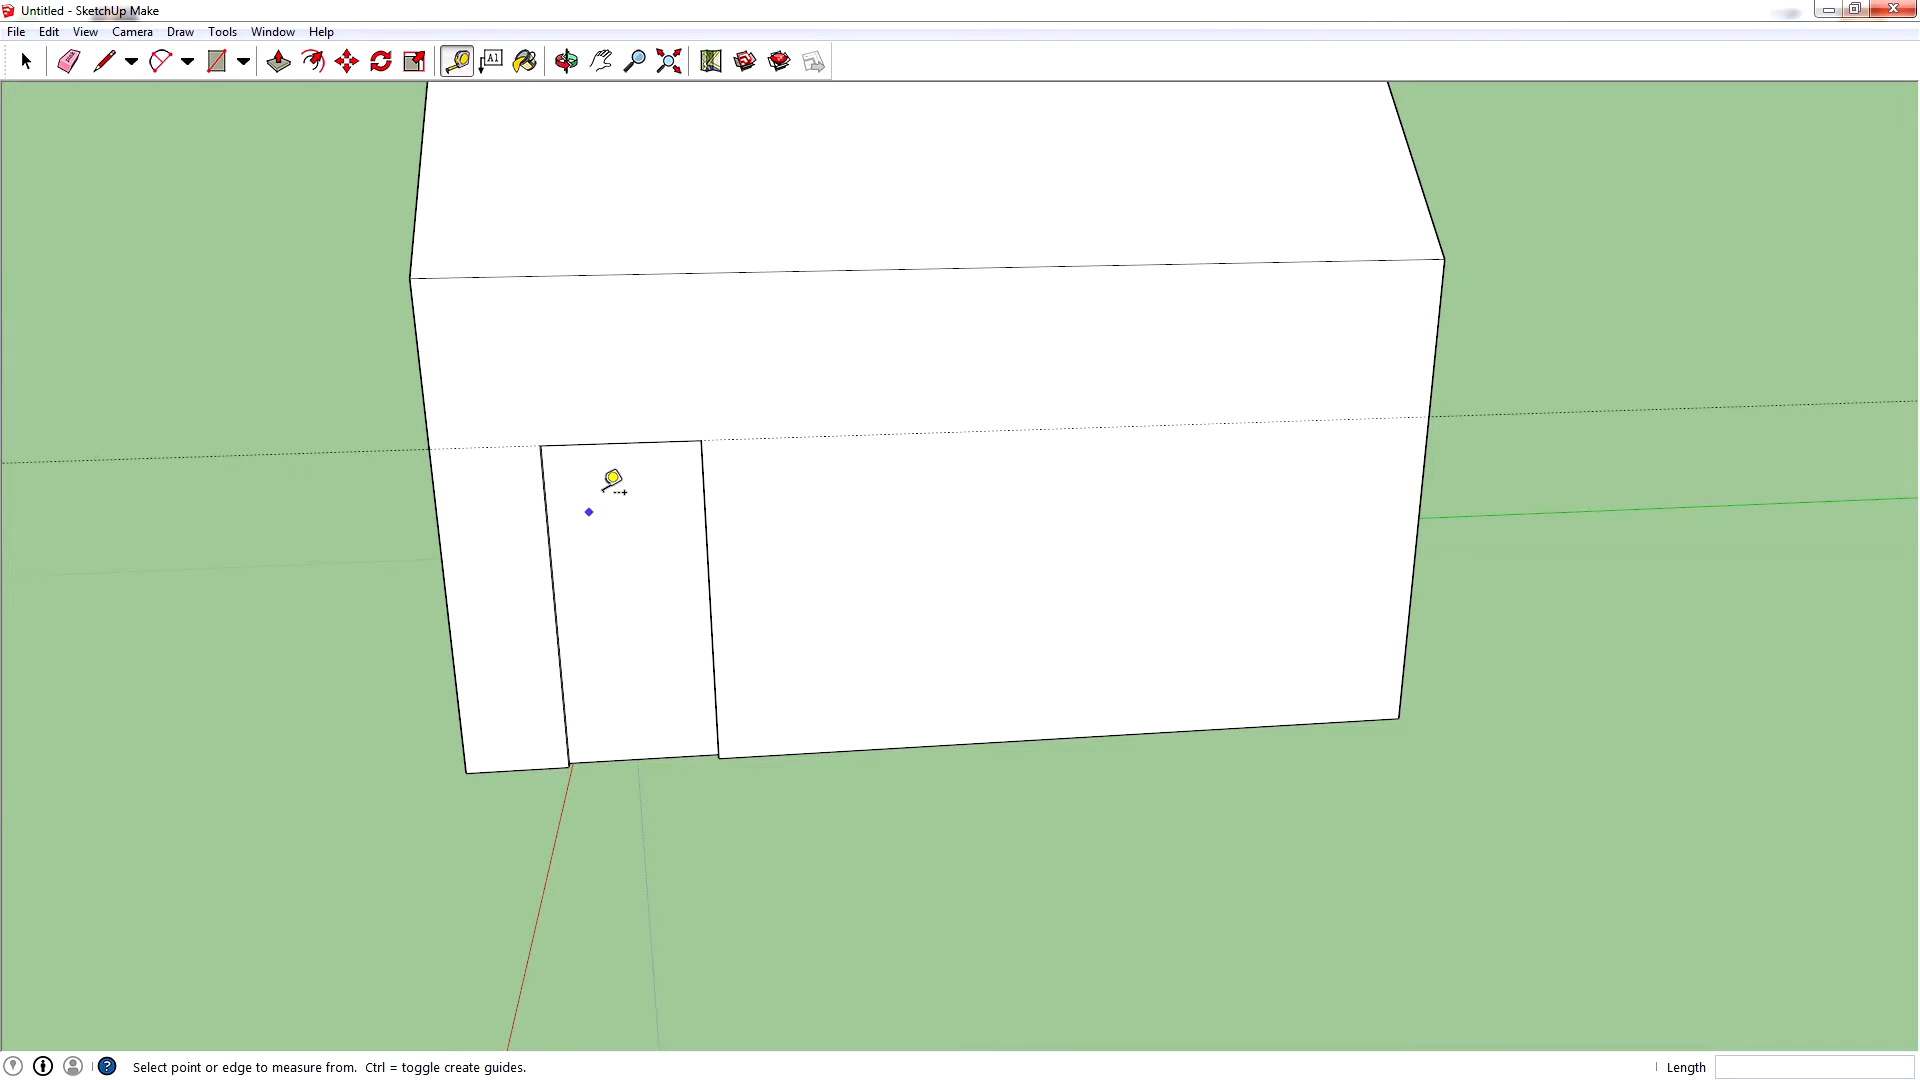 Untitled - SketchUp Make
File Edit View Camera Draw Tools Window Help
A1
Select point or edge to measure from. Ctrl = toggle create guides.
Length